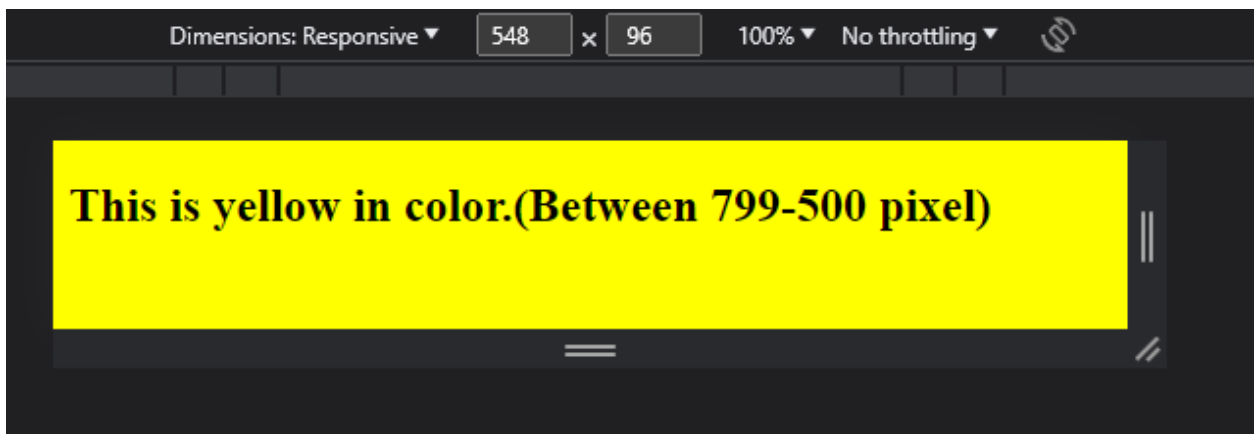 Dimensions: Responsive ▼ 548 × 96 100% ▼ No throttling ▼
This is yellow in color.(Between 799-500 pixel)